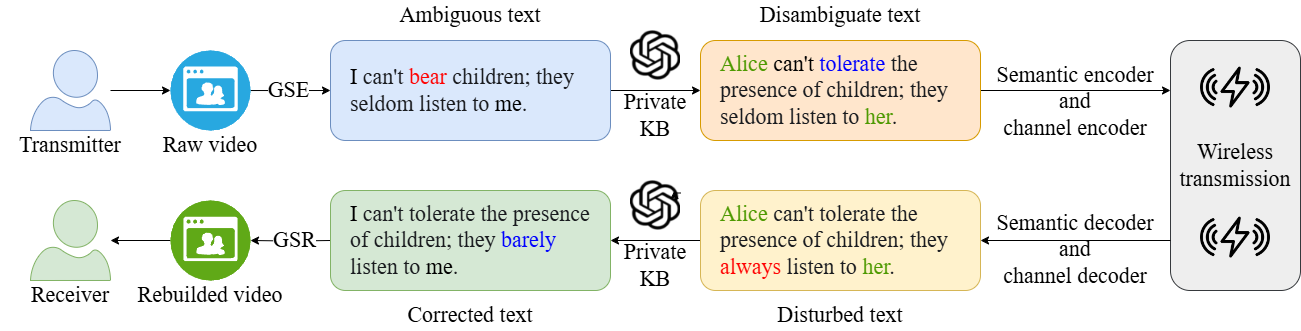 Ambiguous text
Disambiguate text
I can't bear children; they
seldom listen to me.
Alice can't tolerate the
presence of children; they
seldom listen to her.
GSE
Private
KB
Semantic encoder
and
channel encoder
Transmitter
Raw video
Wireless
transmission
I can't tolerate the presence
of children; they barely
listen to me.
Alice can't tolerate the
presence of children; they
always listen to her.
GSR
Private
KB
Semantic decoder
and
channel decoder
Receiver
Rebuilded video
Corrected text
Disturbed text